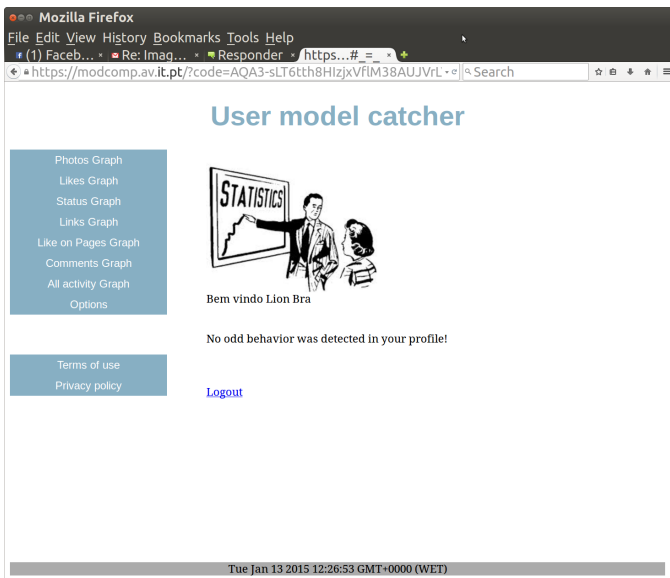 Mozilla Firefox
File Edit View History Bookmarks Tools Help
(1) Faceb... × Re: Imag... × Responder × https...#_=_ ×
https://modcomp.av.it.pt/?code=AQA3-sLT6tth8HIzjxVflM38AUJVrL Search
User model catcher
Photos Graph
Likes Graph
Status Graph
Links Graph
Like on Pages Graph
Comments Graph
All activity Graph
Options
Terms of use
Privacy policy
STATISTICS
Bem vindo Lion Bra
No odd behavior was detected in your profile!
Logout
Tue Jan 13 2015 12:26:53 GMT+0000 (WET)